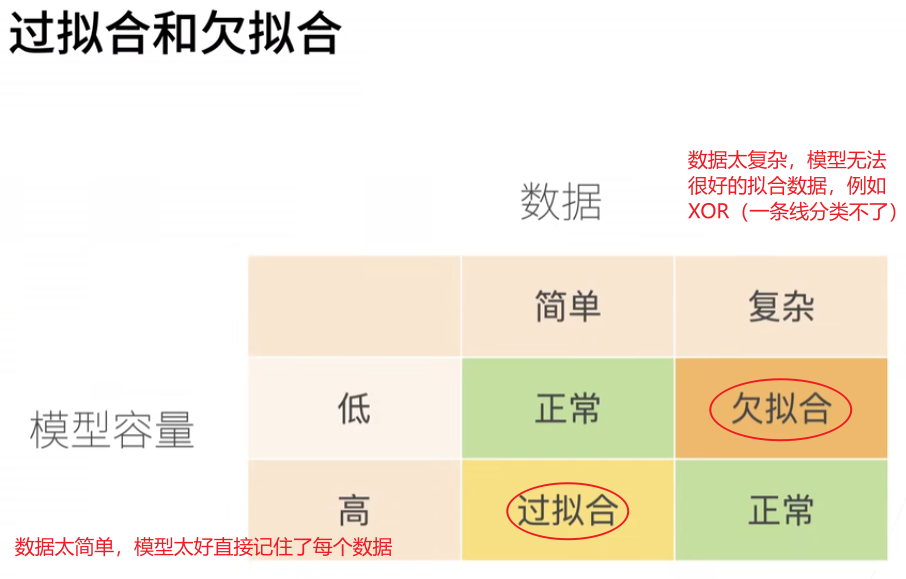 过拟合和欠拟合
数据太复杂，模型无法
很好的拟合数据，例如
XOR（一条线分类不了）
数据
简单 复杂
模型容量
低 正常 欠拟合
高 过拟合 正常
数据太简单，模型太好直接记住了每个数据